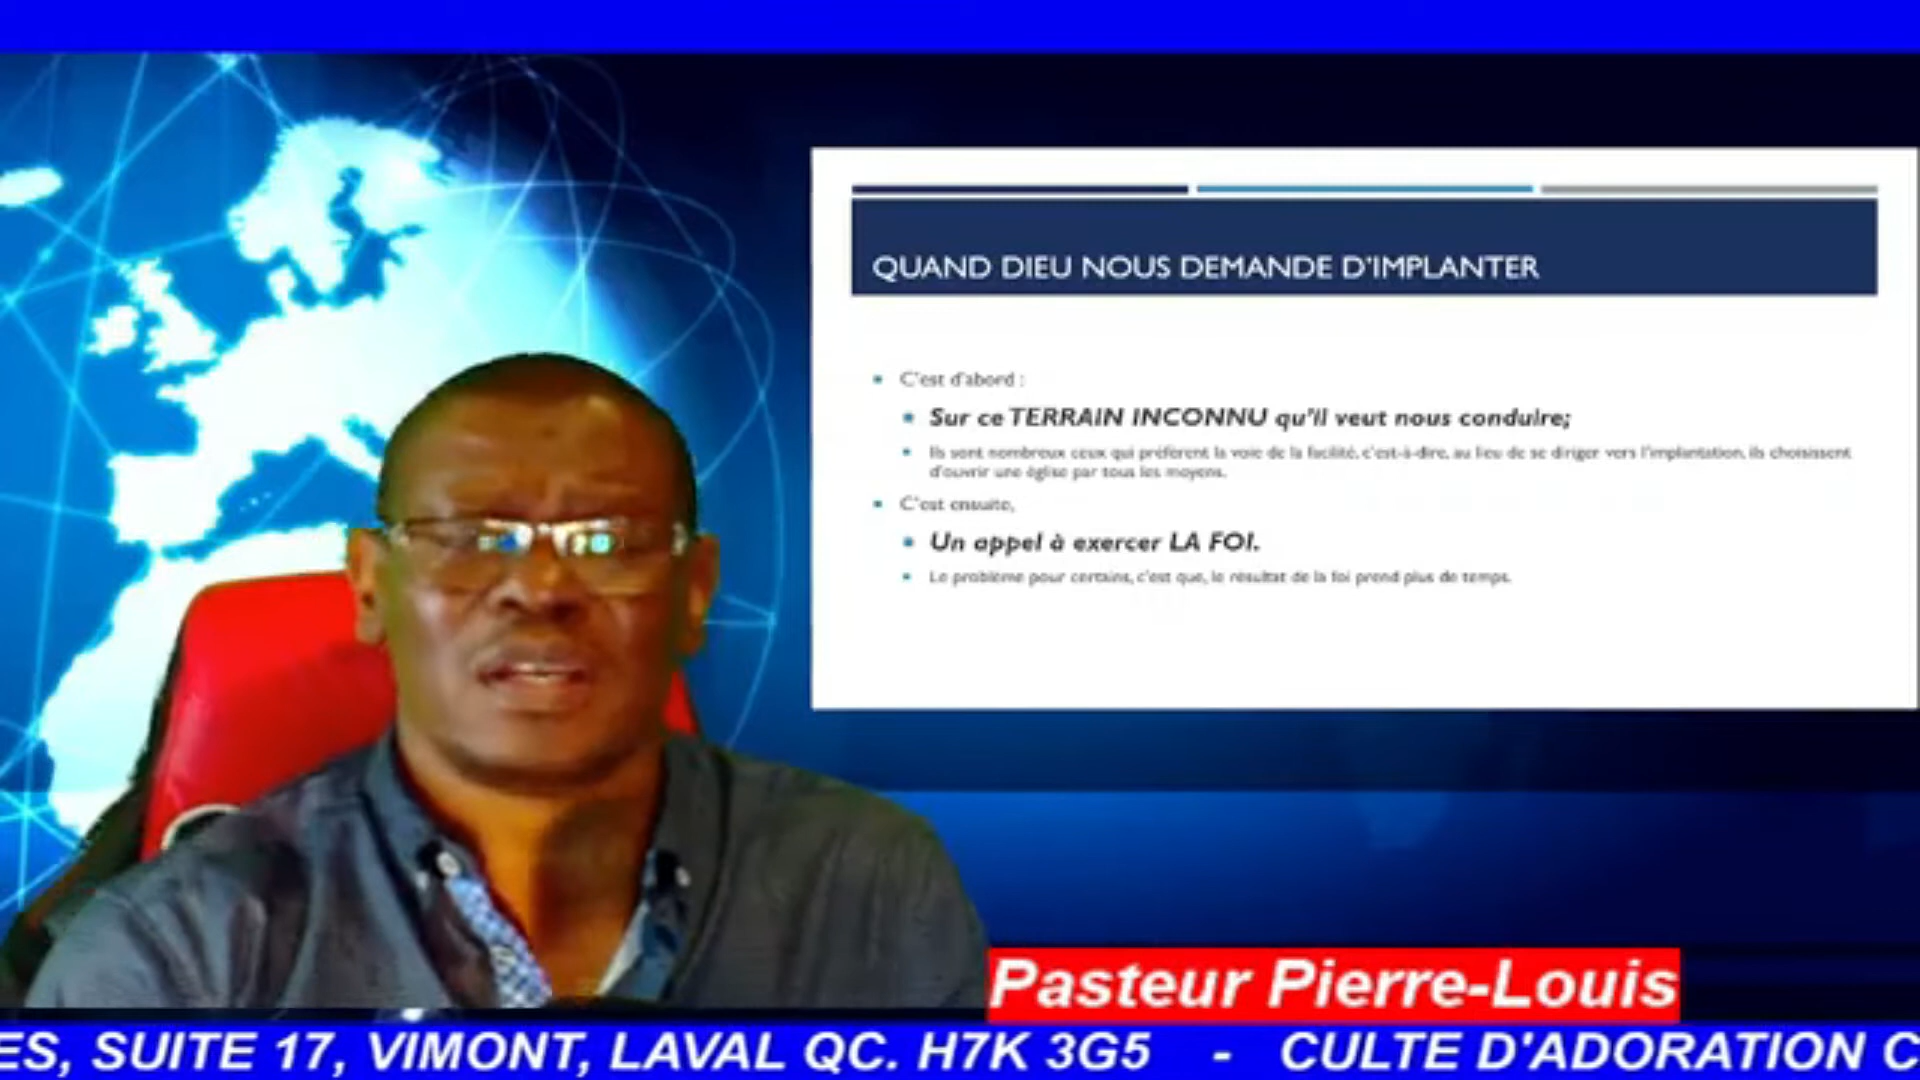 QUAND DIEU NOUS DEMANDE D'IMPLANTER
C'est d'abord :
Sur ce TERRAIN INCONNU qu'il veut nous conduire;
Ils sont nombreux ceux qui préfèrent la voie de la facilité, c'est-à-dire, au lieu de se diriger vers l'implantation, ils choisissent
d'ouvrir une église par tous les moyens.
C'est ensuite,
Un appel à exercer LA FOI.
Le problème pour certains, c'est que, le résultat de la foi prend plus de temps.
Pasteur Pierre-Louis
ES, SUITE 17, VIMONT, LAVAL QC. H7K 3G5 - CULTE D'ADORATION C